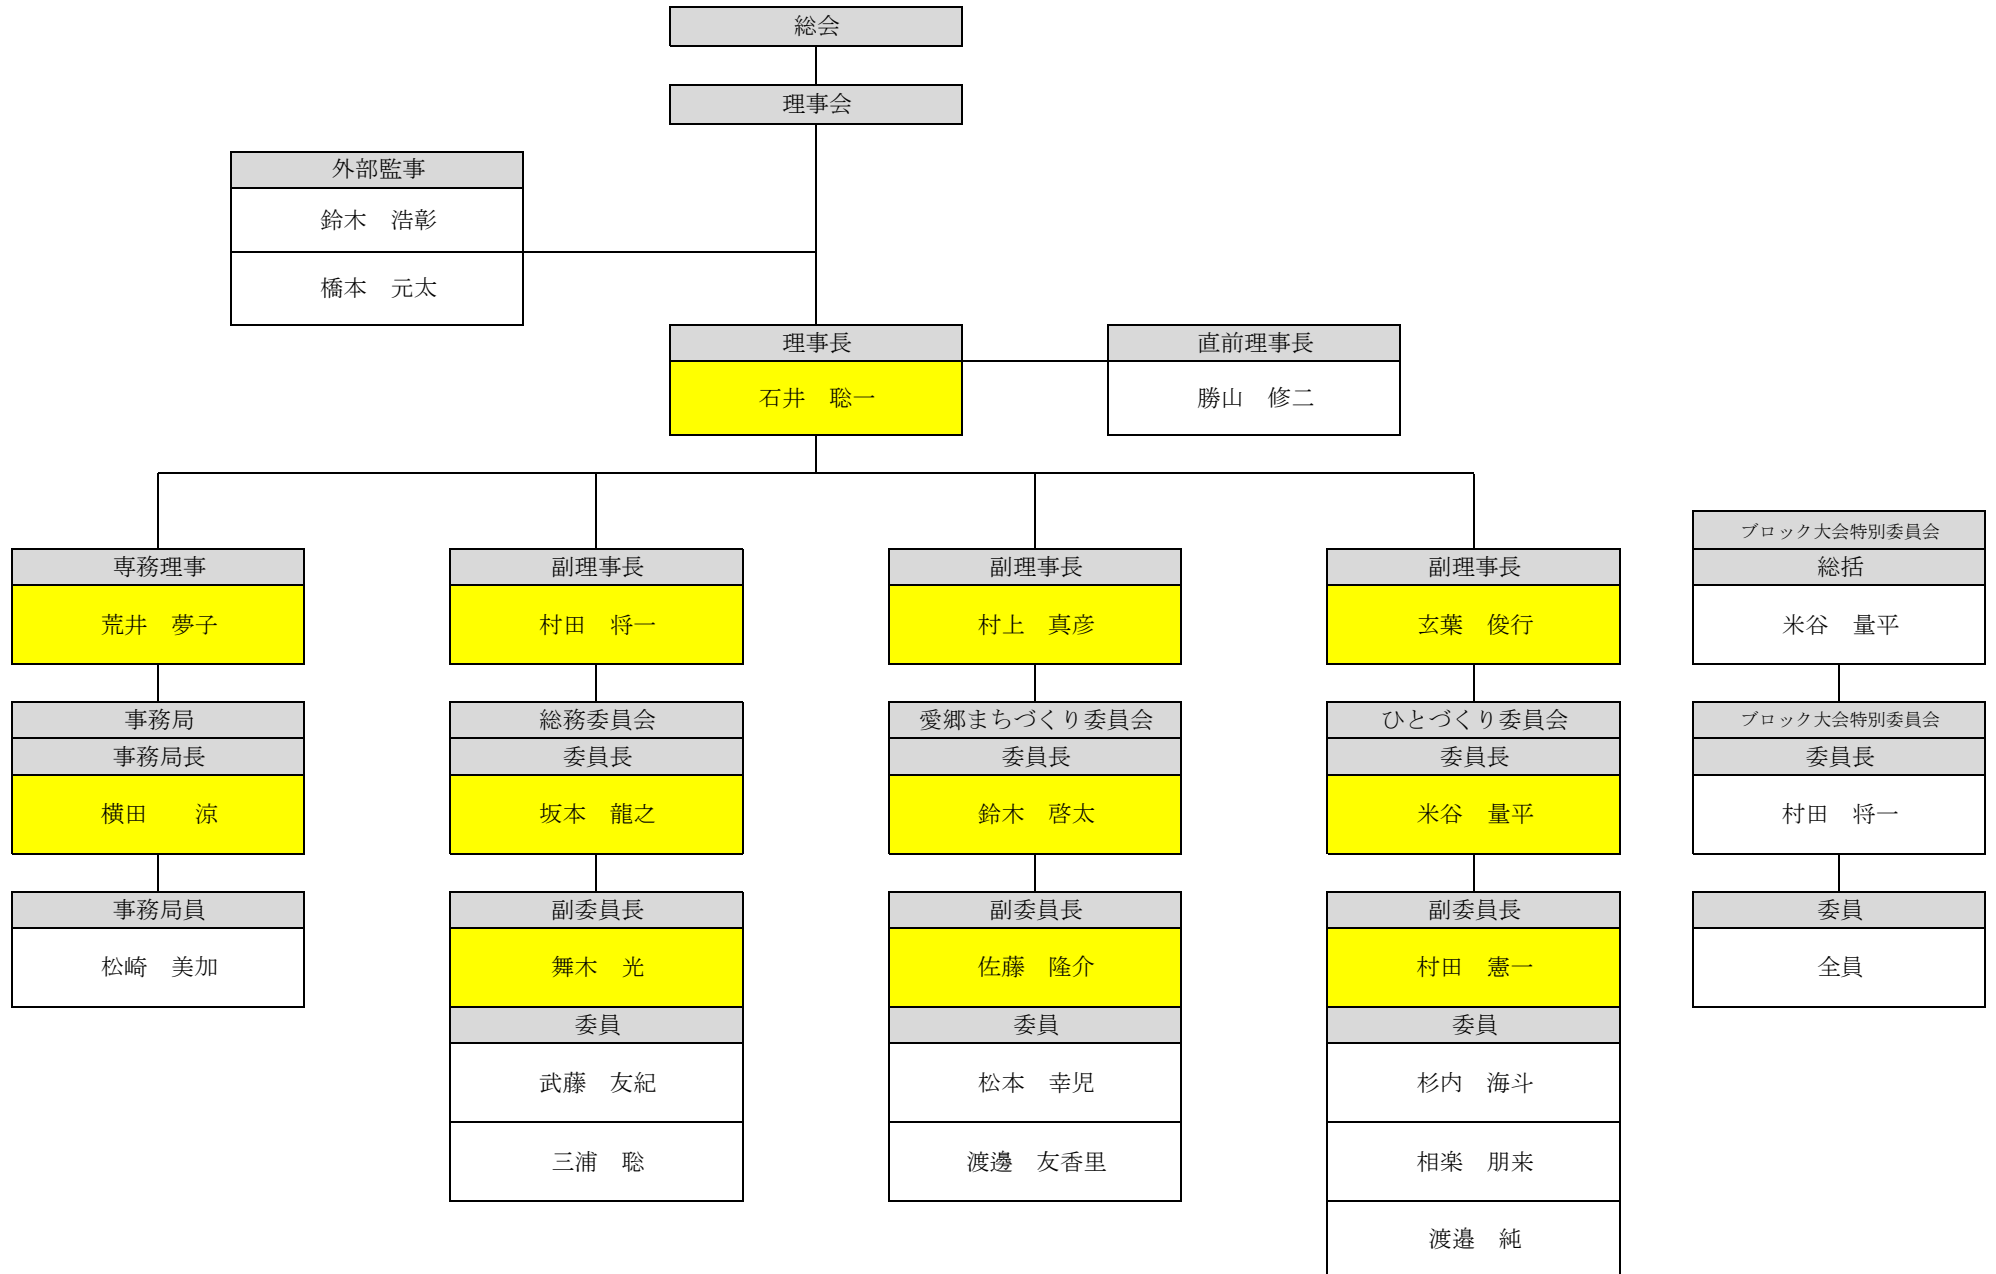 総会
理事会
外部監事
鈴木　浩彰
橋本　元太
理事長
石井　聡一
直前理事長
勝山　修二
専務理事
荒井　夢子
事務局
事務局長
横田　　涼
事務局員
松崎　美加
副理事長
村田　将一
総務委員会
委員長
坂本　龍之
副委員長
舞木　光
委員
武藤　友紀
三浦　聡
副理事長
村上　真彦
愛郷まちづくり委員会
委員長
鈴木　啓太
副委員長
佐藤　隆介
委員
松本　幸児
渡邊　友香里
副理事長
玄葉　俊行
ひとづくり委員会
委員長
米谷　量平
副委員長
村田　憲一
委員
杉内　海斗
相楽　朋来
渡邉　純
ブロック大会特別委員会
総括
米谷　量平
ブロック大会特別委員会
委員長
村田　将一
委員
全員